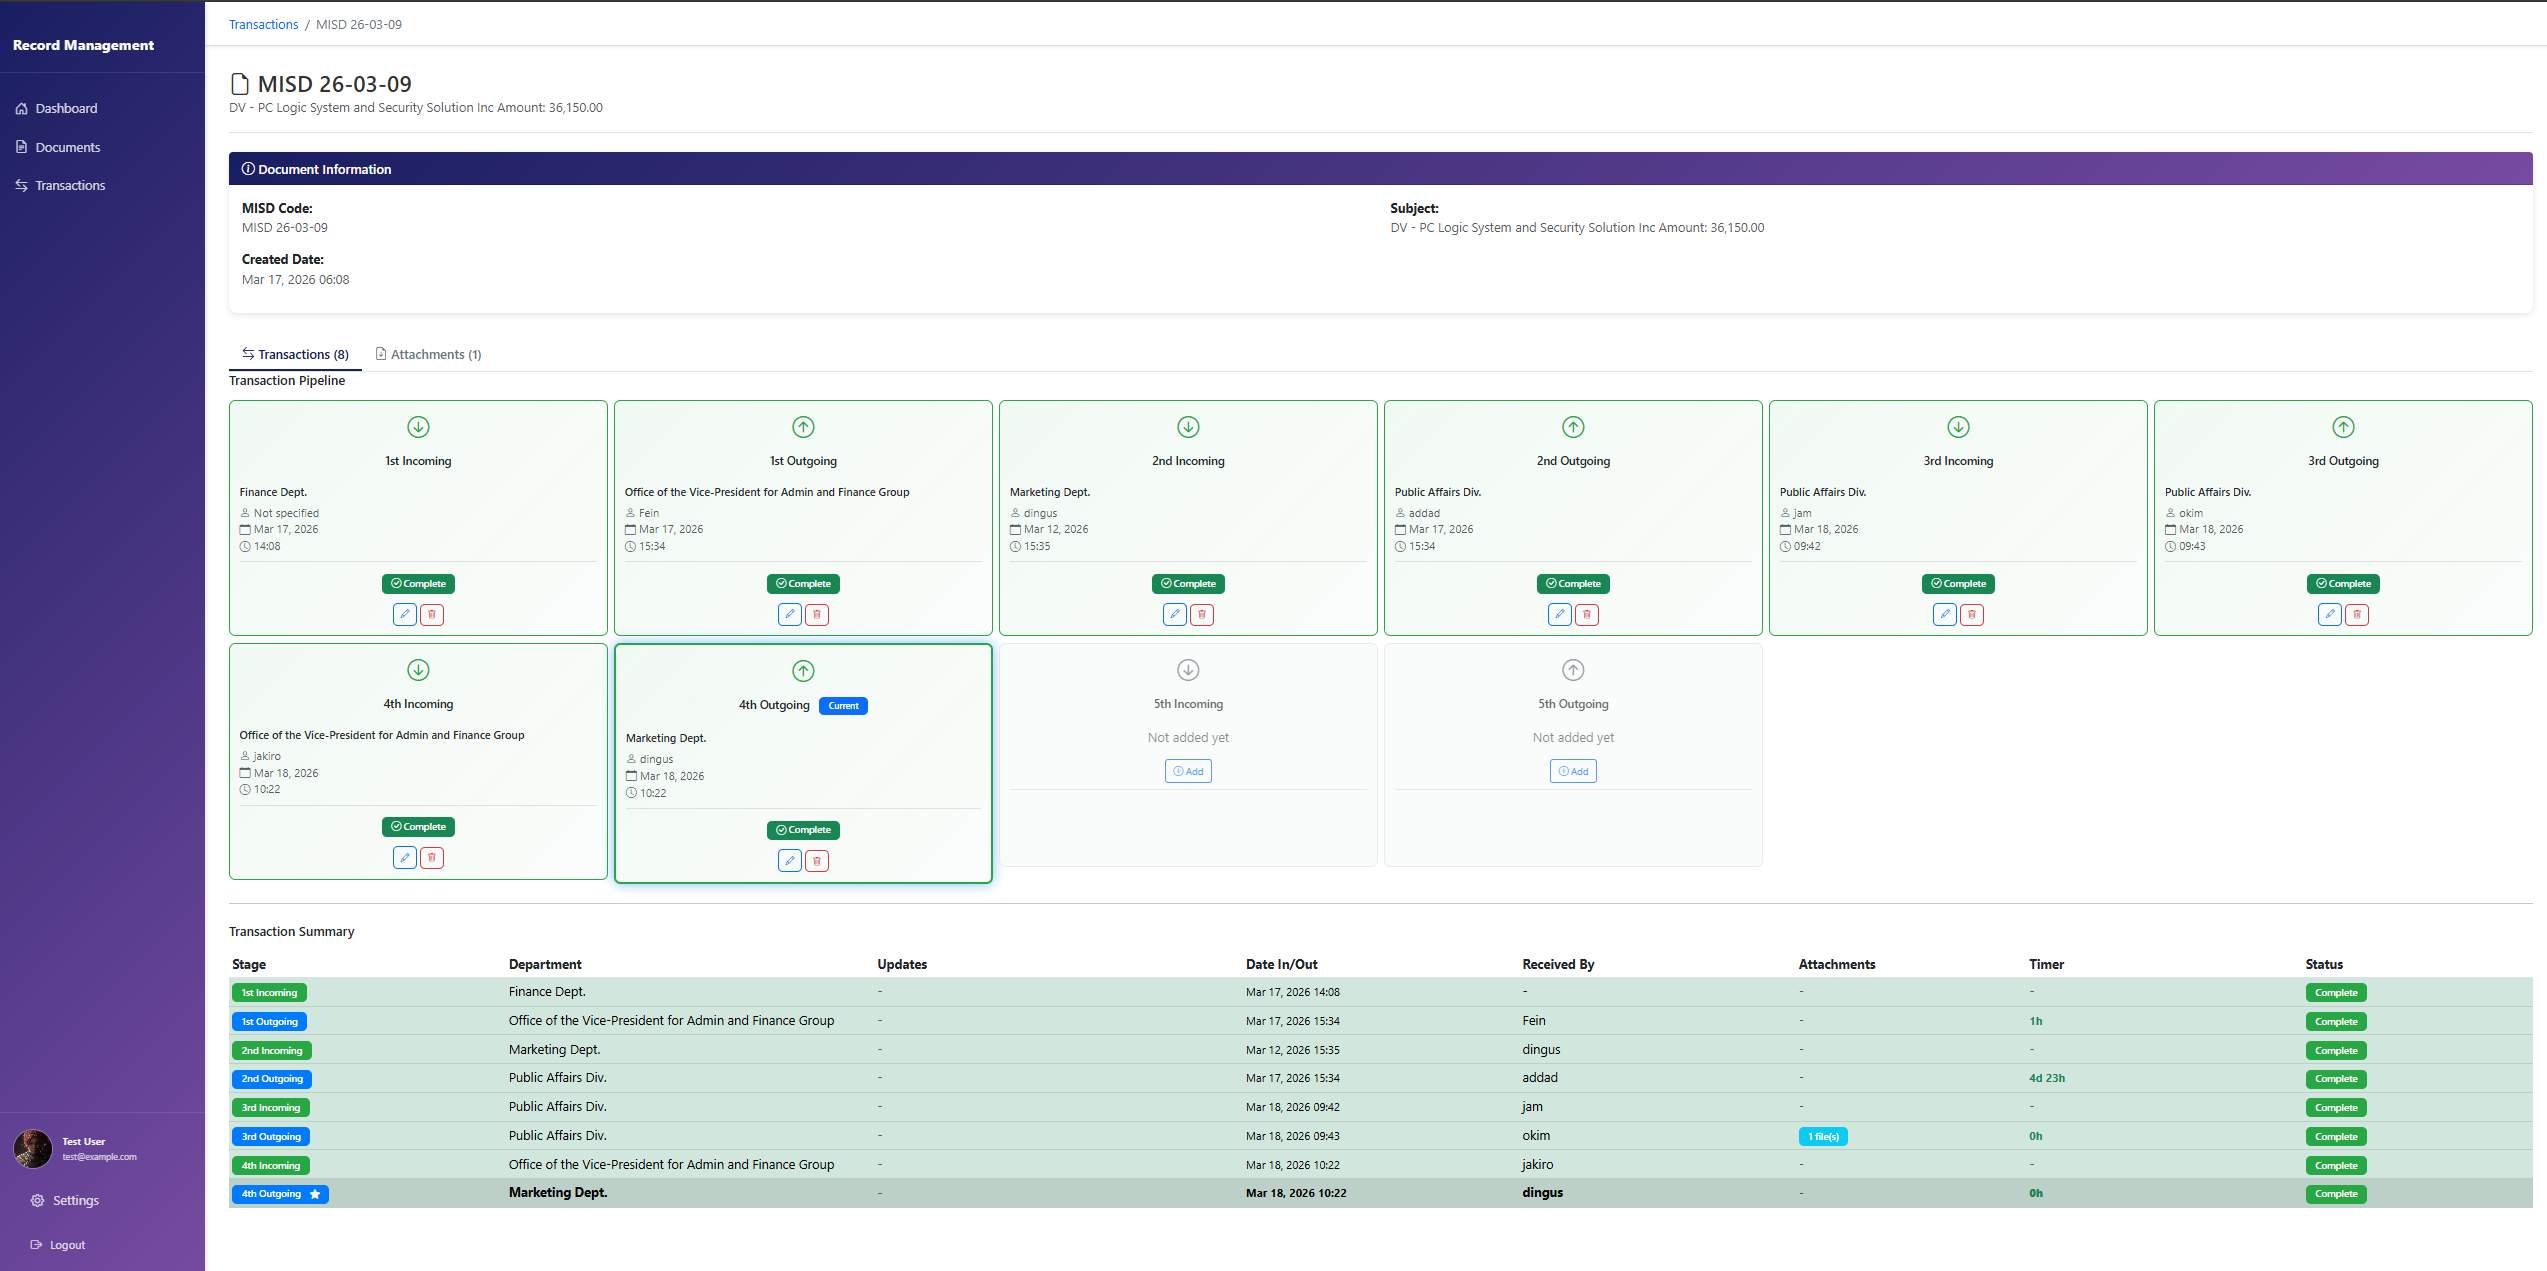 Record Management
Dashboard
Documents
Transactions
Test User
test@example.com
Settings
Logout
Transactions / MISD 26-03-09
MISD 26-03-09
DV - PC Logic System and Security Solution Inc Amount: 36,150.00
Document Information
MISD Code:
MISD 26-03-09
Subject:
DV - PC Logic System and Security Solution Inc Amount: 36,150.00
Created Date:
Mar 17, 2026 06:08
Transactions (8) Attachments (1)
Transaction Pipeline
1st Incoming
Finance Dept.
Not specified
Mar 17, 2026
14:08
Complete
1st Outgoing
Office of the Vice-President for Admin and Finance Group
Fein
Mar 17, 2026
15:34
Complete
2nd Incoming
Marketing Dept.
dingus
Mar 12, 2026
15:35
Complete
2nd Outgoing
Public Affairs Div.
addad
Mar 17, 2026
15:34
Complete
3rd Incoming
Public Affairs Div.
jam
Mar 18, 2026
09:42
Complete
3rd Outgoing
Public Affairs Div.
okim
Mar 18, 2026
09:43
Complete
4th Incoming
Office of the Vice-President for Admin and Finance Group
jakiro
Mar 18, 2026
10:22
Complete
4th Outgoing Current
Marketing Dept.
dingus
Mar 18, 2026
10:22
Complete
5th Incoming
Not added yet
Add
5th Outgoing
Not added yet
Add
Transaction Summary
Stage Department Updates Date In/Out Received By Attachments Timer Status
1st Incoming Finance Dept. - Mar 17, 2026 14:08 - - - Complete
1st Outgoing Office of the Vice-President for Admin and Finance Group - Mar 17, 2026 15:34 Fein - 1h Complete
2nd Incoming Marketing Dept. - Mar 12, 2026 15:35 dingus - - Complete
2nd Outgoing Public Affairs Div. - Mar 17, 2026 15:34 addad - 4d 23h Complete
3rd Incoming Public Affairs Div. - Mar 18, 2026 09:42 jam - - Complete
3rd Outgoing Public Affairs Div. - Mar 18, 2026 09:43 okim 1 file(s) 0h Complete
4th Incoming Office of the Vice-President for Admin and Finance Group - Mar 18, 2026 10:22 jakiro - - Complete
4th Outgoing Marketing Dept. - Mar 18, 2026 10:22 dingus - 0h Complete